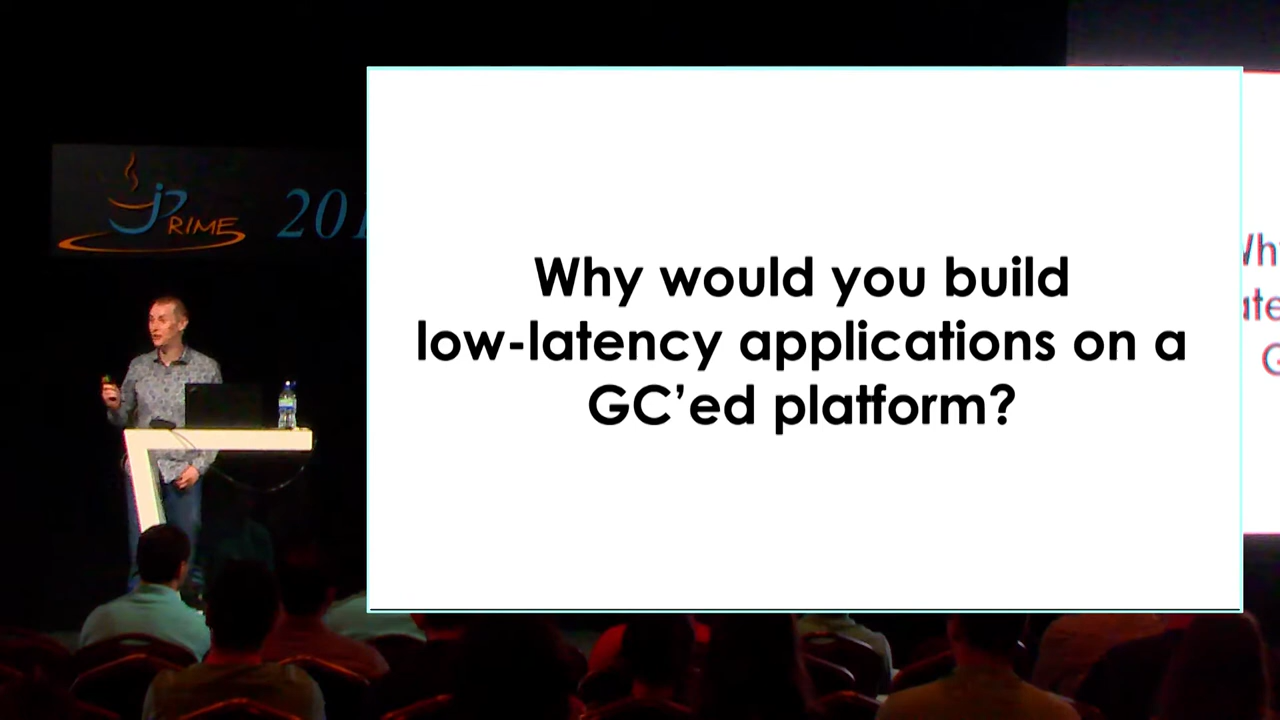 jPRIME 201
Why would you build
low-latency applications on a
GC'ed platform?